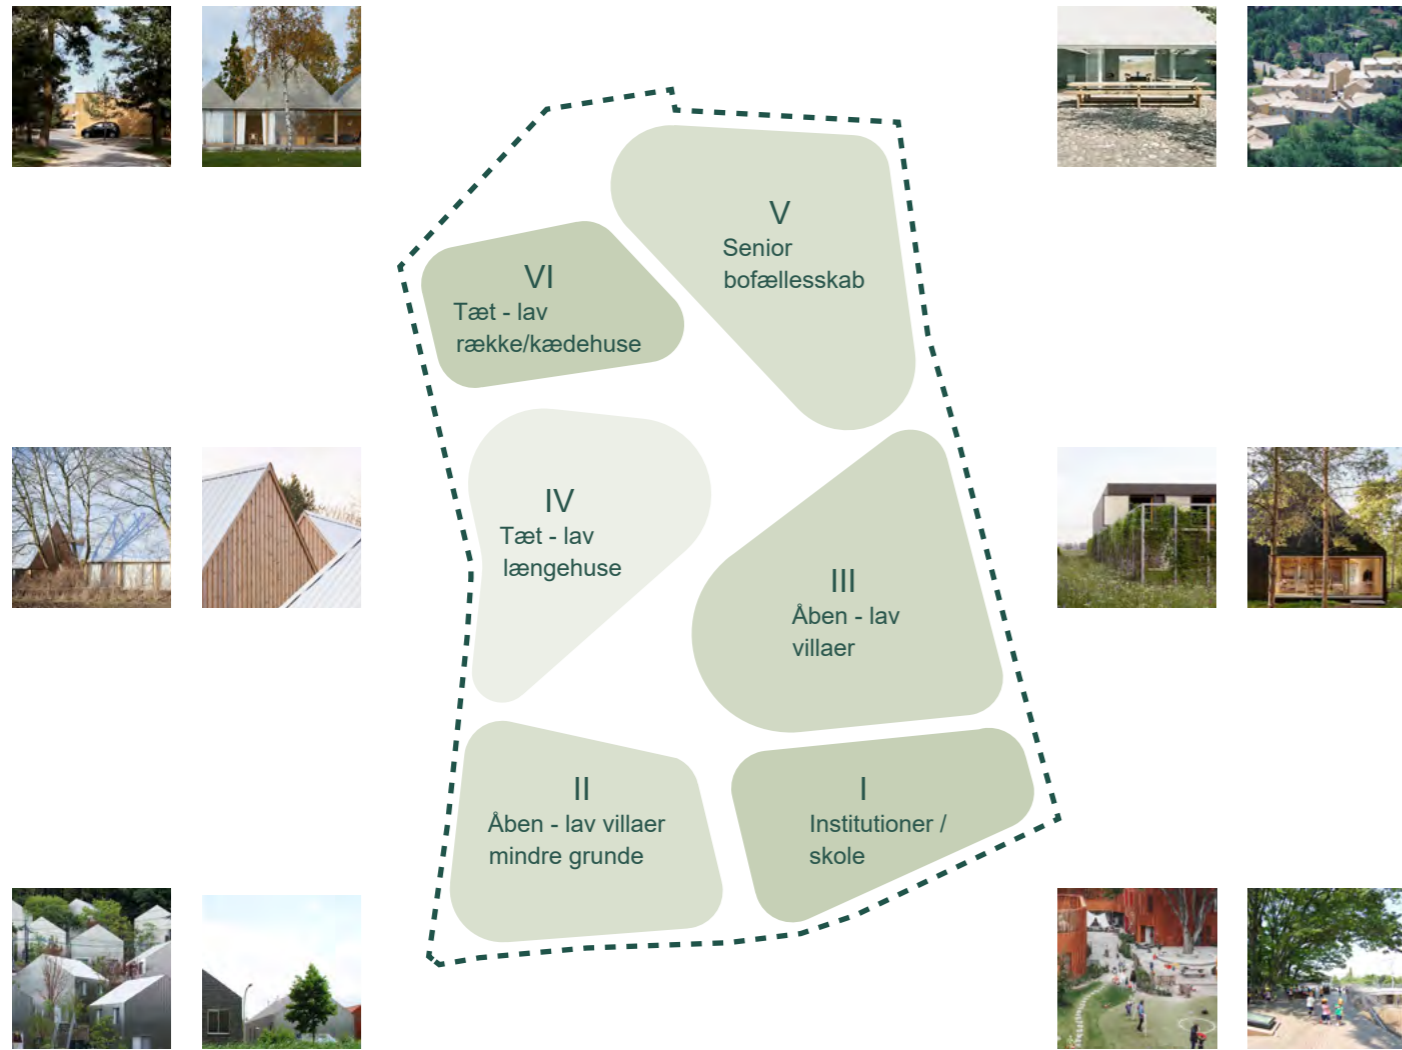 V
Senior
bofællesskab
VI
Tæt - lav
række/kædehuse
IV
Tæt - lav
længehuse
III
Åben - lav
villaer
II
Åben - lav villaer
mindre grunde
I
Institutioner /
skole